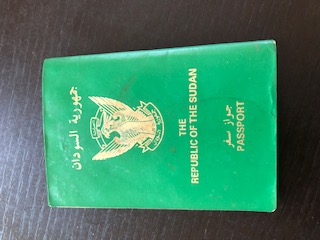 جمهورية السودان
THE
REPUBLIC OF THE SUDAN
جواز سفر
PASSPORT